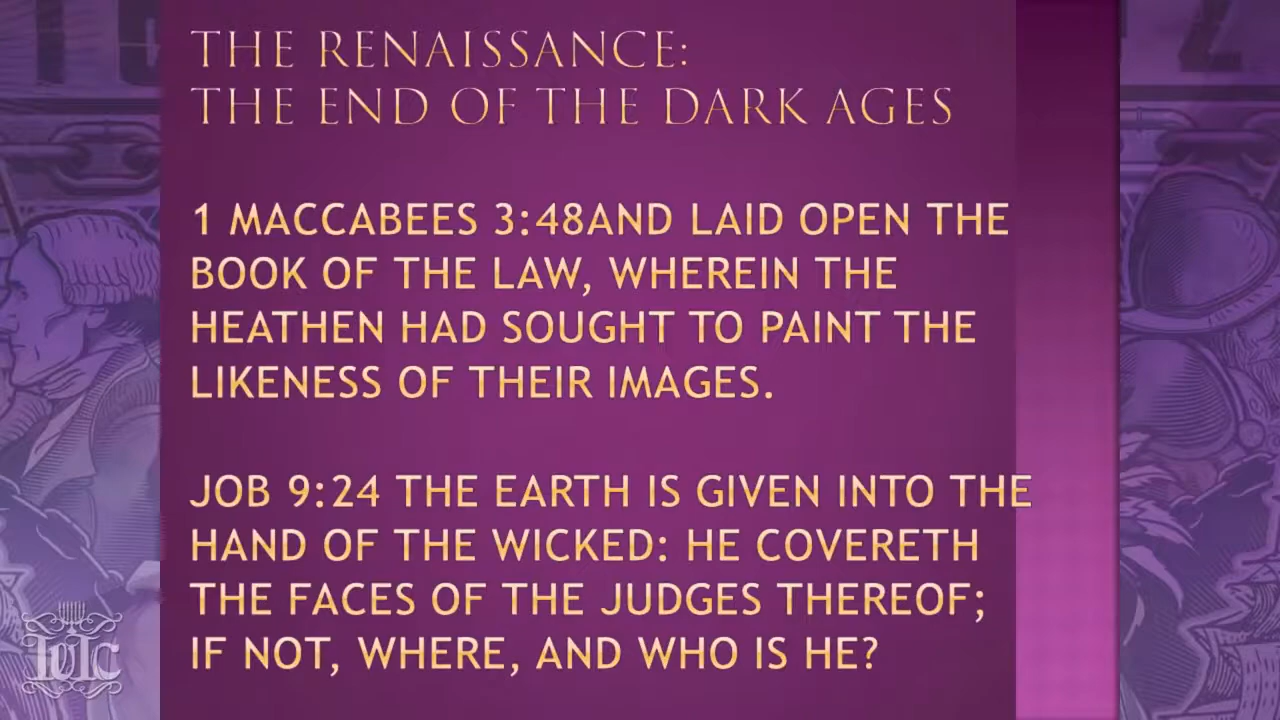 THE RENAISSANCE:
THE END OF THE DARK AGES
1 MACCABEES 3:48AND LAID OPEN THE
BOOK OF THE LAW, WHEREIN THE
HEATHEN HAD SOUGHT TO PAINT THE
LIKENESS OF THEIR IMAGES.
JOB 9:24 THE EARTH IS GIVEN INTO THE
HAND OF THE WICKED: HE COVERETH
THE FACES OF THE JUDGES THEREOF;
IF NOT, WHERE, AND WHO IS HE?
IUIC